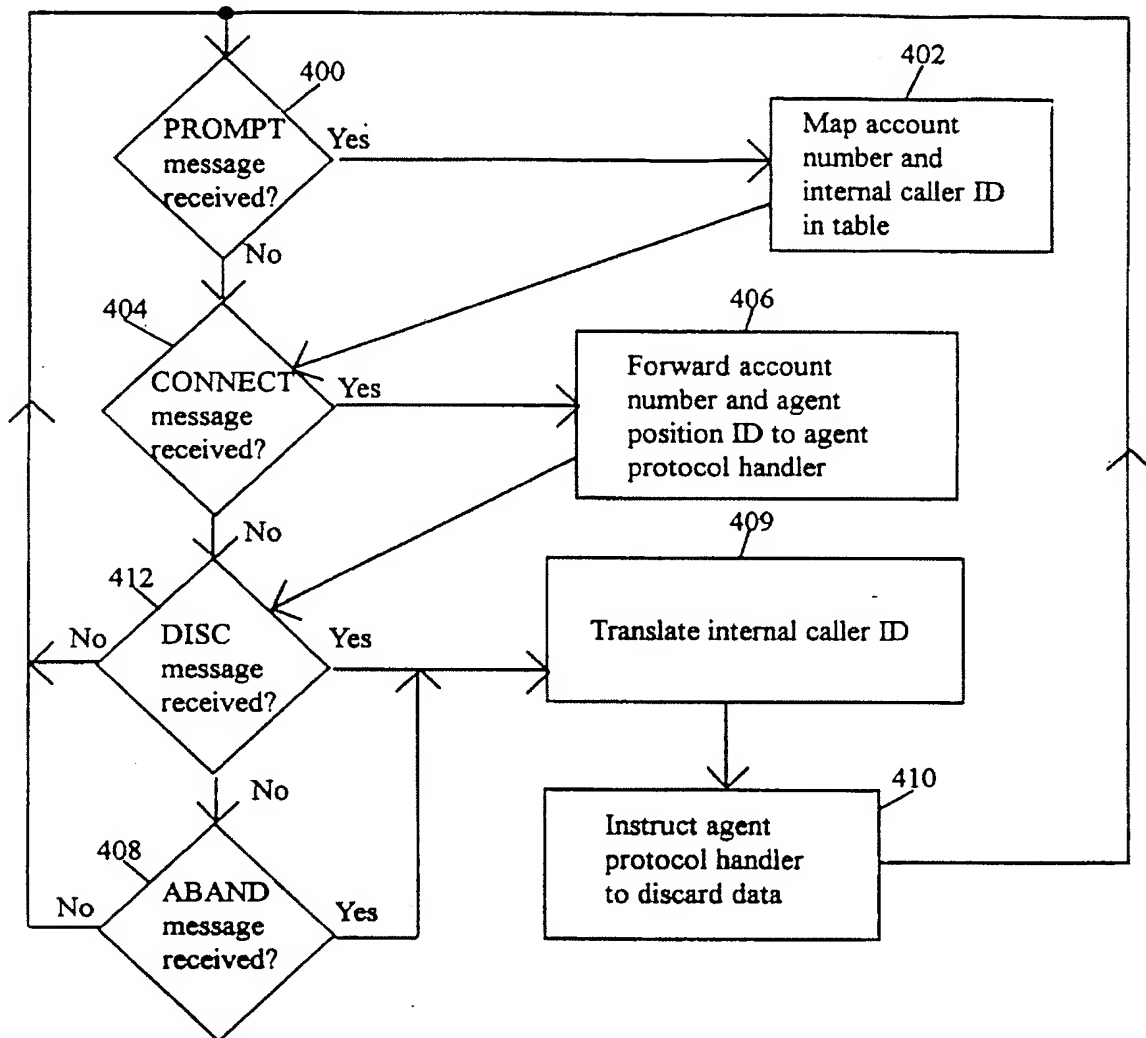 400
PROMPT
message
received?
Yes
No
402
Map account
number and
internal caller ID
in table
404
CONNECT
message
received?
Yes
No
406
Forward account
number and agent
position ID to agent
protocol handler
412
DISC
message
received?
No
Yes
No
409
Translate internal caller ID
410
Instruct agent
protocol handler
to discard data
408
ABAND
message
received?
No
Yes